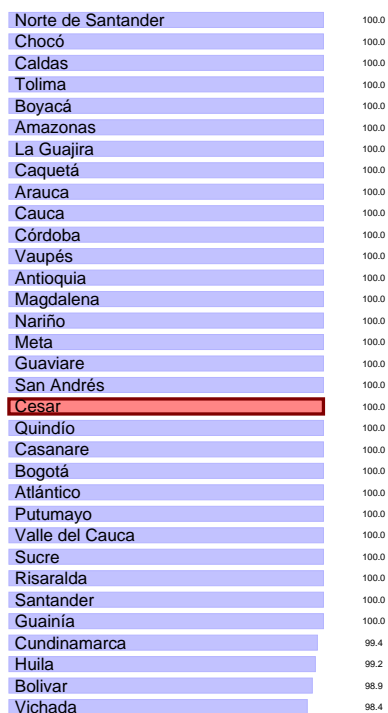 Norte de Santander 100.0
Chocó 100.0
Caldas 100.0
Tolima 100.0
Boyacá 100.0
Amazonas 100.0
La Guajira 100.0
Caquetá 100.0
Arauca 100.0
Cauca 100.0
Córdoba 100.0
Vaupés 100.0
Antioquia 100.0
Magdalena 100.0
Nariño 100.0
Meta 100.0
Guaviare 100.0
San Andrés 100.0
Cesar 100.0
Quindío 100.0
Casanare 100.0
Bogotá 100.0
Atlántico 100.0
Putumayo 100.0
Valle del Cauca 100.0
Sucre 100.0
Risaralda 100.0
Santander 100.0
Guainía 100.0
Cundinamarca 99.4
Huila 99.2
Bolivar 98.9
Vichada 98.4